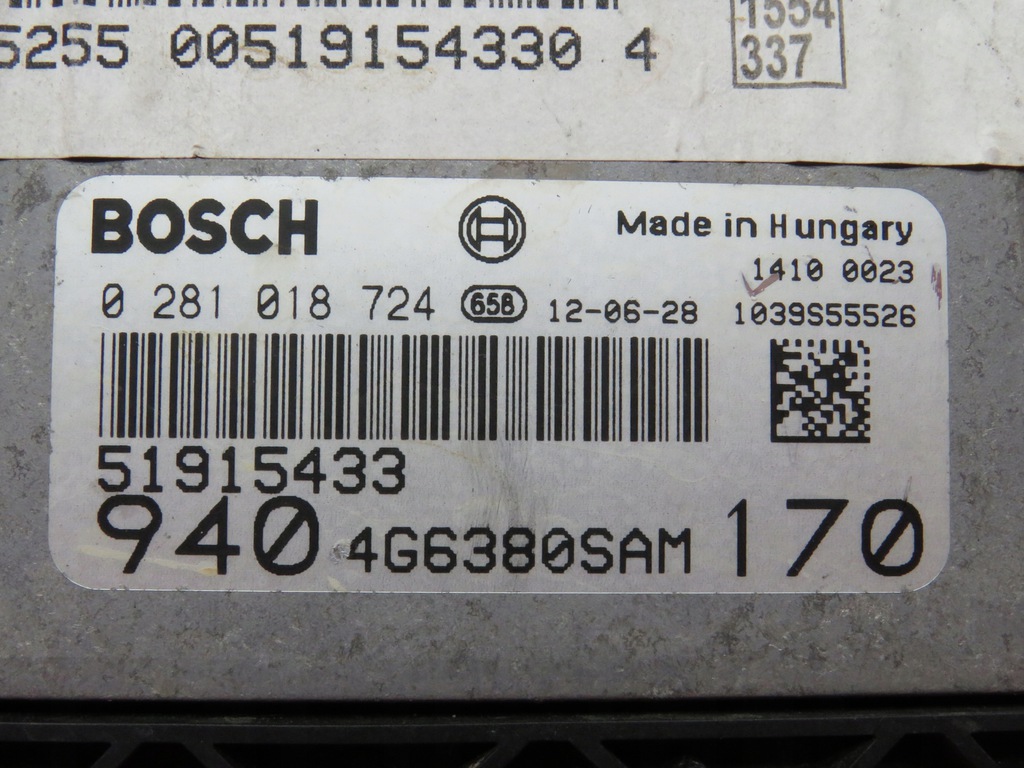 5255 00519154330 4
1554
337
BOSCH
Made in Hungary
1410 0023
0 281 018 724 658 12-06-28 1039S55526
51915433
940 4G6380SAM 170